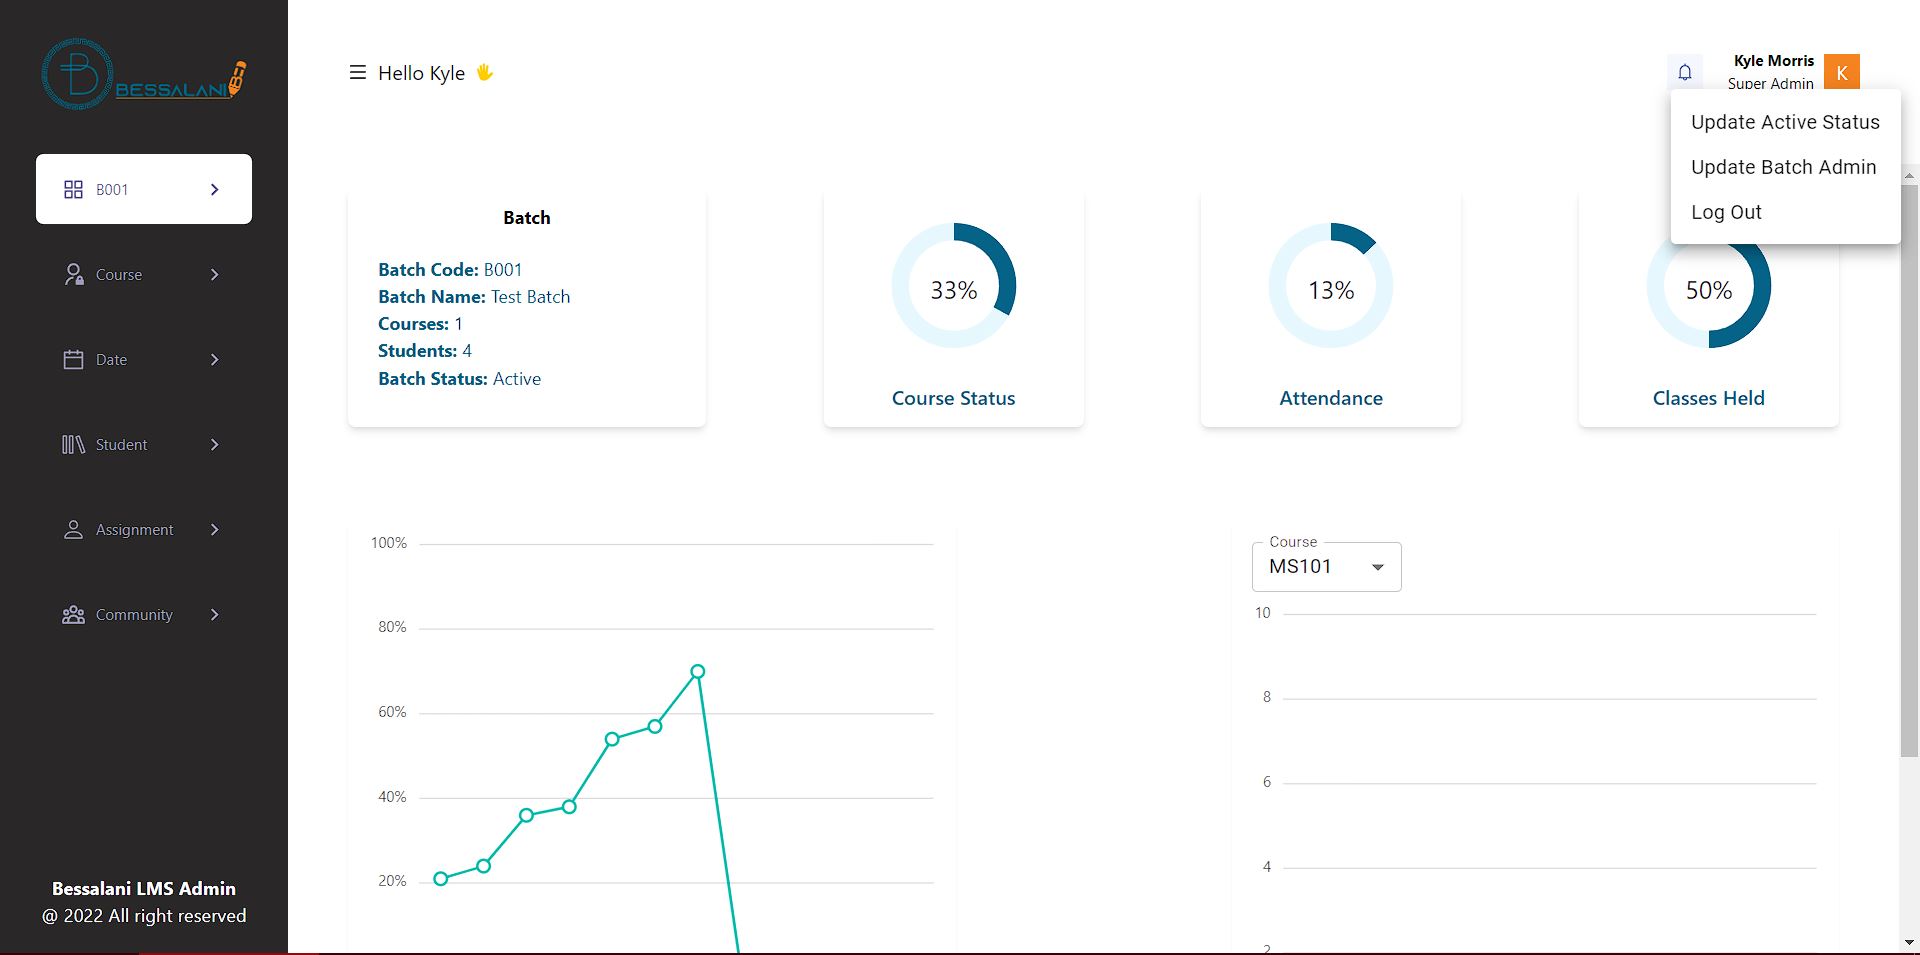 BESSALANI
B001
Course
Date
Student
Assignment
Community
Bessalani LMS Admin
@ 2022 All right reserved
Hello Kyle
Kyle Morris
Super Admin
K
Update Active Status
Update Batch Admin
Log Out
Batch
Batch Code: B001
Batch Name: Test Batch
Courses: 1
Students: 4
Batch Status: Active
33%
Course Status
13%
Attendance
50%
Classes Held
100%
80%
60%
40%
20%
Course
MS101
10
8
6
4
2